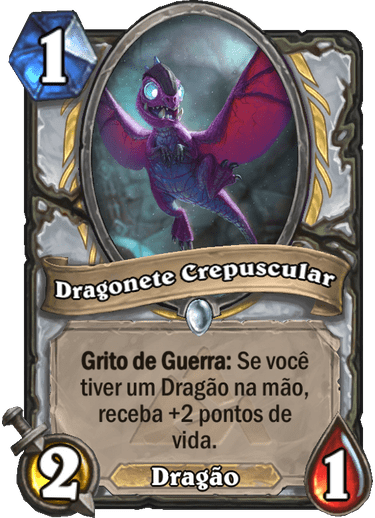 1
Dragonete Crepuscular
Grito de Guerra: Se você
tiver um Dragão na mão,
receba +2 pontos de
vida.
2
Dragão
1